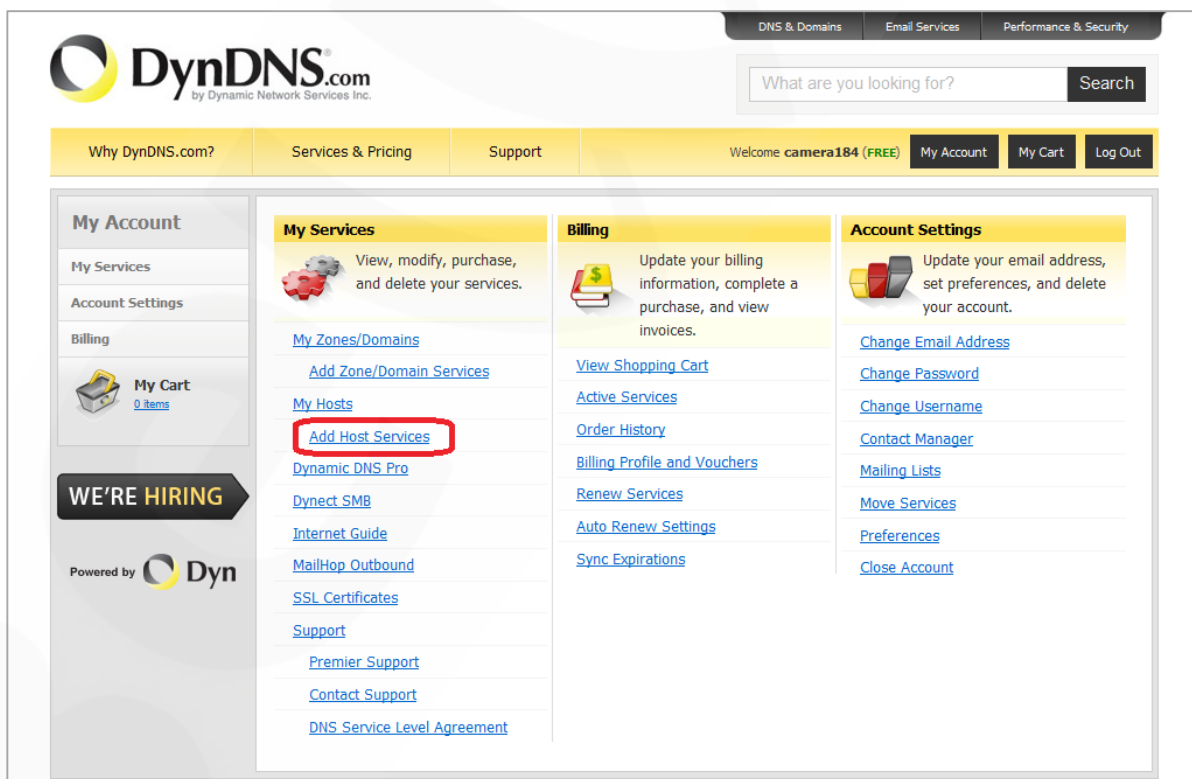 DNS & Domains
Email Services
Performance & Security
DynDNS.com
by Dynamic Network Services Inc.
What are you looking for?
Search
Why DynDNS.com?
Services & Pricing
Support
Welcome camera184 (FREE)
My Account
My Cart
Log Out
My Account
My Services
Account Settings
Billing
My Cart
0 items
WE'RE HIRING
Powered by Dyn
My Services
View, modify, purchase,
and delete your services.
My Zones/Domains
Add Zone/Domain Services
My Hosts
Add Host Services
Dynamic DNS Pro
Dynect SMB
Internet Guide
MailHop Outbound
SSL Certificates
Support
Premier Support
Contact Support
DNS Service Level Agreement
Billing
Update your billing
information, complete a
purchase, and view
invoices.
View Shopping Cart
Active Services
Order History
Billing Profile and Vouchers
Renew Services
Auto Renew Settings
Sync Expirations
Account Settings
Update your email address,
set preferences, and delete
your account.
Change Email Address
Change Password
Change Username
Contact Manager
Mailing Lists
Move Services
Preferences
Close Account